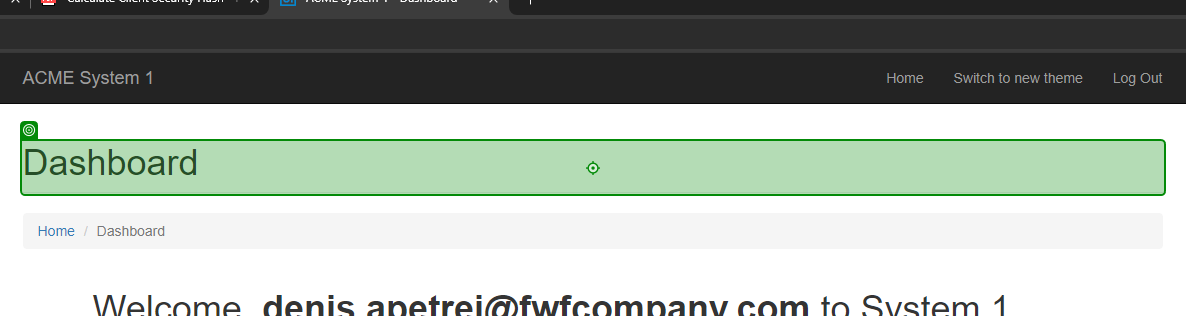 Calculate Client Security Hash
ACME System 1 - Dashboard
ACME System 1
Home
Switch to new theme
Log Out
Dashboard
Home / Dashboard
Welcome, denis.apetrei@fwfcompany.com to System 1